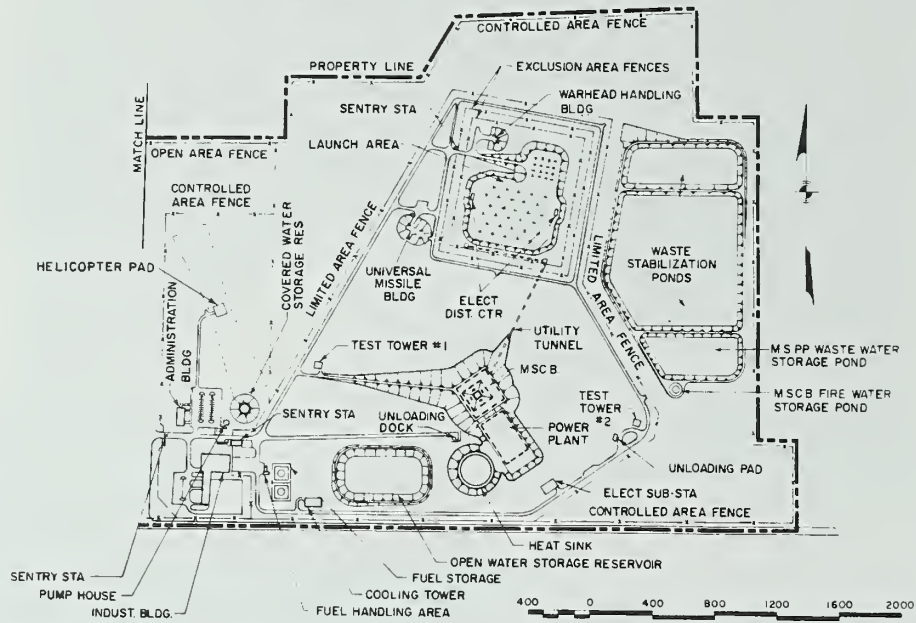 CONTROLLED AREA FENCE
PROPERTY LINE
EXCLUSION AREA FENCES
SENTRY STA
WARHEAD HANDLING
BLDG
LAUNCH AREA
MATCH LINE
OPEN AREA FENCE
CONTROLLED
AREA FENCE
COVERED WATER
STORAGE RES
LIMITED AREA FENCE
LIMITED AREA FENCE
WASTE
STABILIZATION
PONDS
HELICOPTER PAD
UNIVERSAL
MISSILE
BLDG
ELECT
DIST. CTR
ADMINISTRATION
BLDG
TEST TOWER #1
UTILITY
TUNNEL
MSCB
MSPP WASTE WATER
STORAGE POND
MSCB FIRE WATER
STORAGE POND
SENTRY STA
UNLOADING
DOCK
TEST
TOWER
#2
POWER
PLANT
UNLOADING PAD
ELECT SUB-STA
CONTROLLED AREA FENCE
HEAT SINK
OPEN WATER STORAGE RESERVOIR
SENTRY STA
FUEL STORAGE
PUMP HOUSE
COOLING TOWER
INDUST. BLDG.
FUEL HANDLING AREA
400 0 400 800 1200 1600 2000